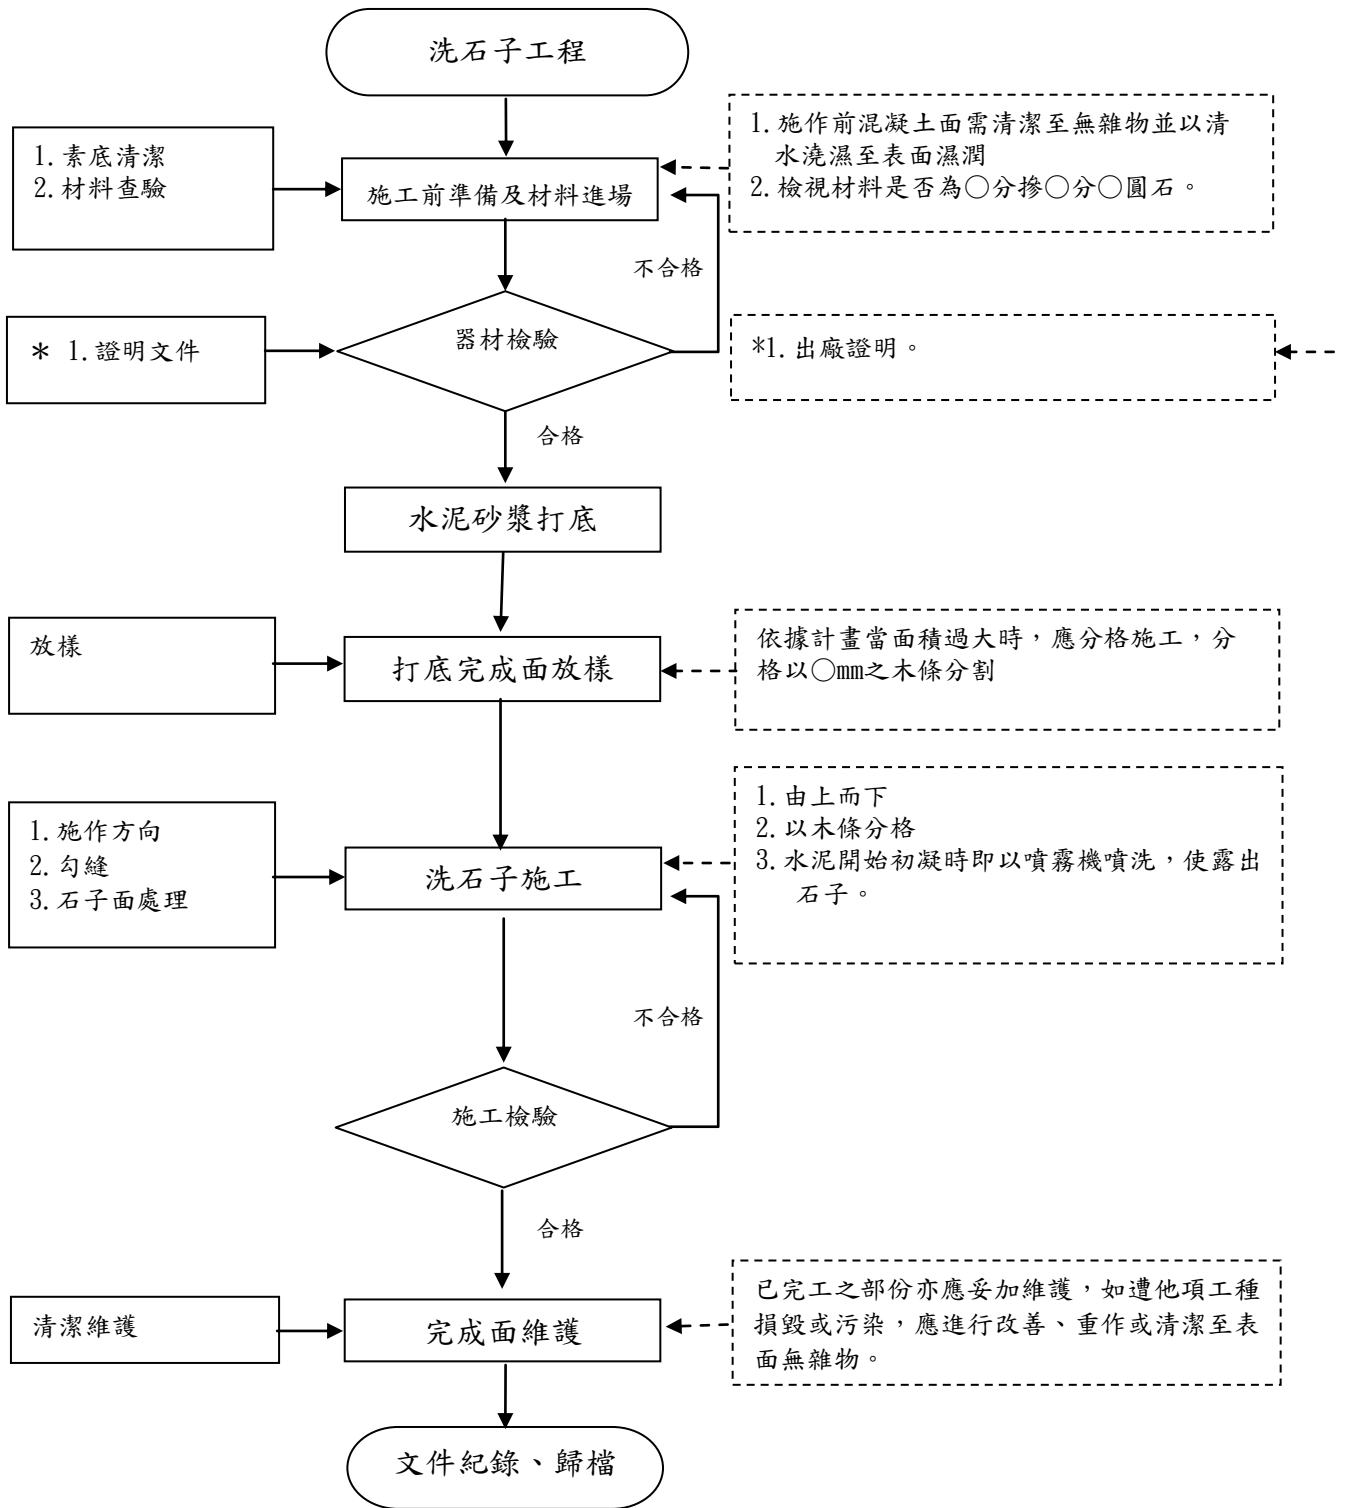 洗石子工程
1.素底清潔
2.材料查驗
施工前準備及材料進場
1.施作前混凝土面需清潔至無雜物並以清
水澆濕至表面濕潤
2.檢視材料是否為○分摻○分○圓石。
不合格
＊ 1.證明文件
器材檢驗
*1.出廠證明。
合格
水泥砂漿打底
放樣
打底完成面放樣
依據計畫當面積過大時，應分格施工，分
格以○mm之木條分割
1.施作方向
2.勾縫
3.石子面處理
洗石子施工
1.由上而下
2.以木條分格
3.水泥開始初凝時即以噴霧機噴洗，使露出
石子。
不合格
施工檢驗
合格
清潔維護
完成面維護
已完工之部份亦應妥加維護，如遭他項工種
損毀或污染，應進行改善、重作或清潔至表
面無雜物。
文件紀錄、歸檔